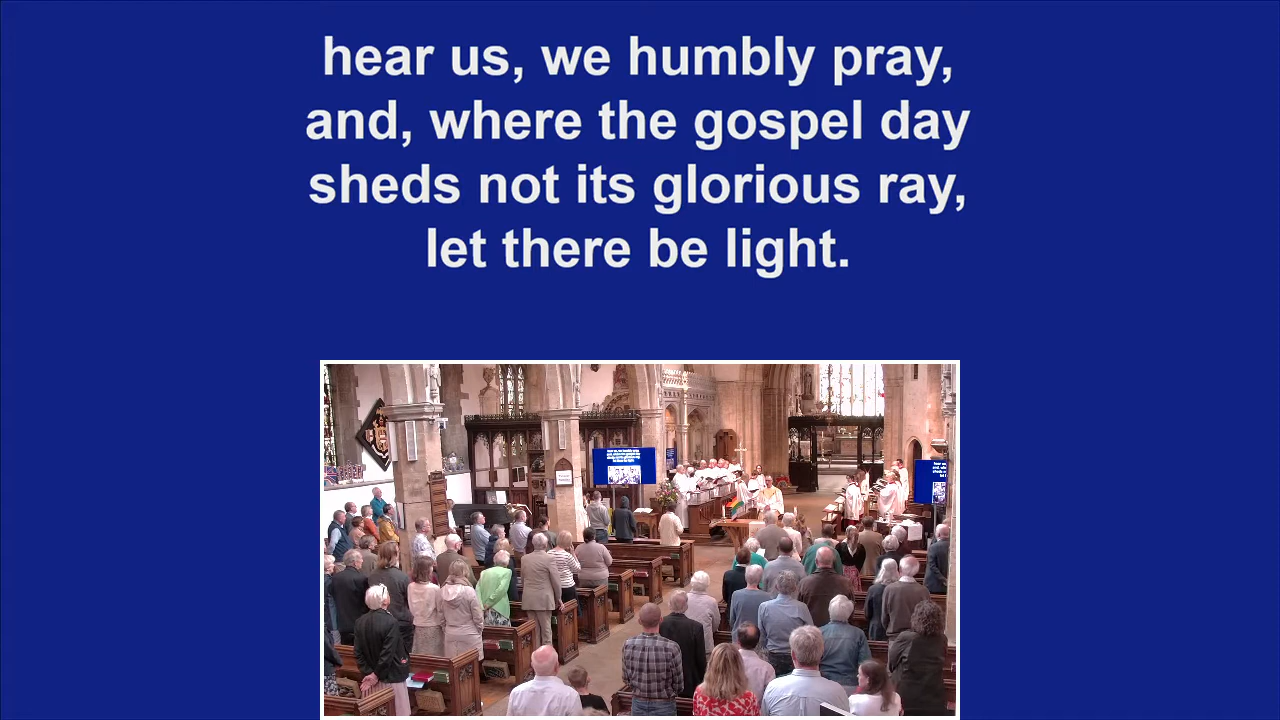 hear us, we humbly pray,
and, where the gospel day
sheds not its glorious ray,
let there be light.